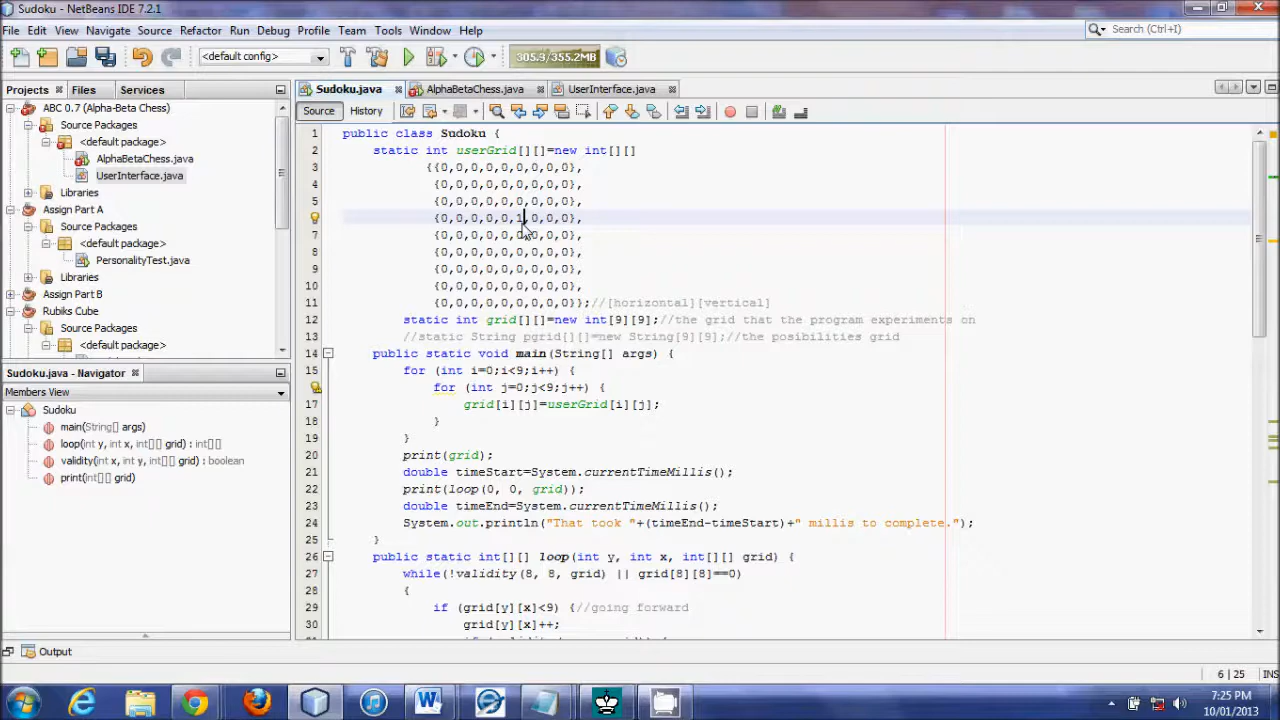 Sudoku - NetBeans IDE 7.2.1
File Edit View Navigate Source Refactor Run Debug Profile Team Tools Window Help
Search (Ctrl+I)
<default config>
305.9/355.2MB
Projects Files Services
Sudoku.java AlphaBetaChess.java UserInterface.java
Source History
ABC 0.7 (Alpha-Beta Chess)
Source Packages
<default package>
AlphaBetaChess.java
UserInterface.java
Libraries
Assign Part A
Source Packages
<default package>
PersonalityTest.java
Libraries
Assign Part B
Rubiks Cube
Source Packages
<default package>
Sudoku.java - Navigator
Members View
Sudoku
main(String[] args)
loop(int y, int x, int[][] grid) : int[][]
validity(int x, int y, int[][] grid) : boolean
print(int[][] grid)
1 public class Sudoku {
2 static int userGrid[][]=new int[][]
3 {{0,0,0,0,0,0,0,0,0},
4 {0,0,0,0,0,0,0,0,0},
5 {0,0,0,0,0,0,0,0,0},
{0,0,0,0,0,1,0,0,0},
7 {0,0,0,0,0,0,0,0,0},
8 {0,0,0,0,0,0,0,0,0},
9 {0,0,0,0,0,0,0,0,0},
10 {0,0,0,0,0,0,0,0,0},
11 {0,0,0,0,0,0,0,0,0}};//[horizontal][vertical]
12 static int grid[][]=new int[9][9];//the grid that the program experiments on
13 //static String pgrid[][]=new String[9][9];//the posibilities grid
14 public static void main(String[] args) {
15 for (int i=0;i<9;i++) {
for (int j=0;j<9;j++) {
17 grid[i][j]=userGrid[i][j];
18 }
19 }
20 print(grid);
21 double timeStart=System.currentTimeMillis();
22 print(loop(0, 0, grid));
23 double timeEnd=System.currentTimeMillis();
24 System.out.println("That took "+(timeEnd-timeStart)+" millis to complete.");
25 }
26 public static int[][] loop(int y, int x, int[][] grid) {
27 while(!validity(8, 8, grid) || grid[8][8]==0)
28 {
29 if (grid[y][x]<9) {//going forward
30 grid[y][x]++;
Output
6 | 25 INS
7:25 PM
10/01/2013